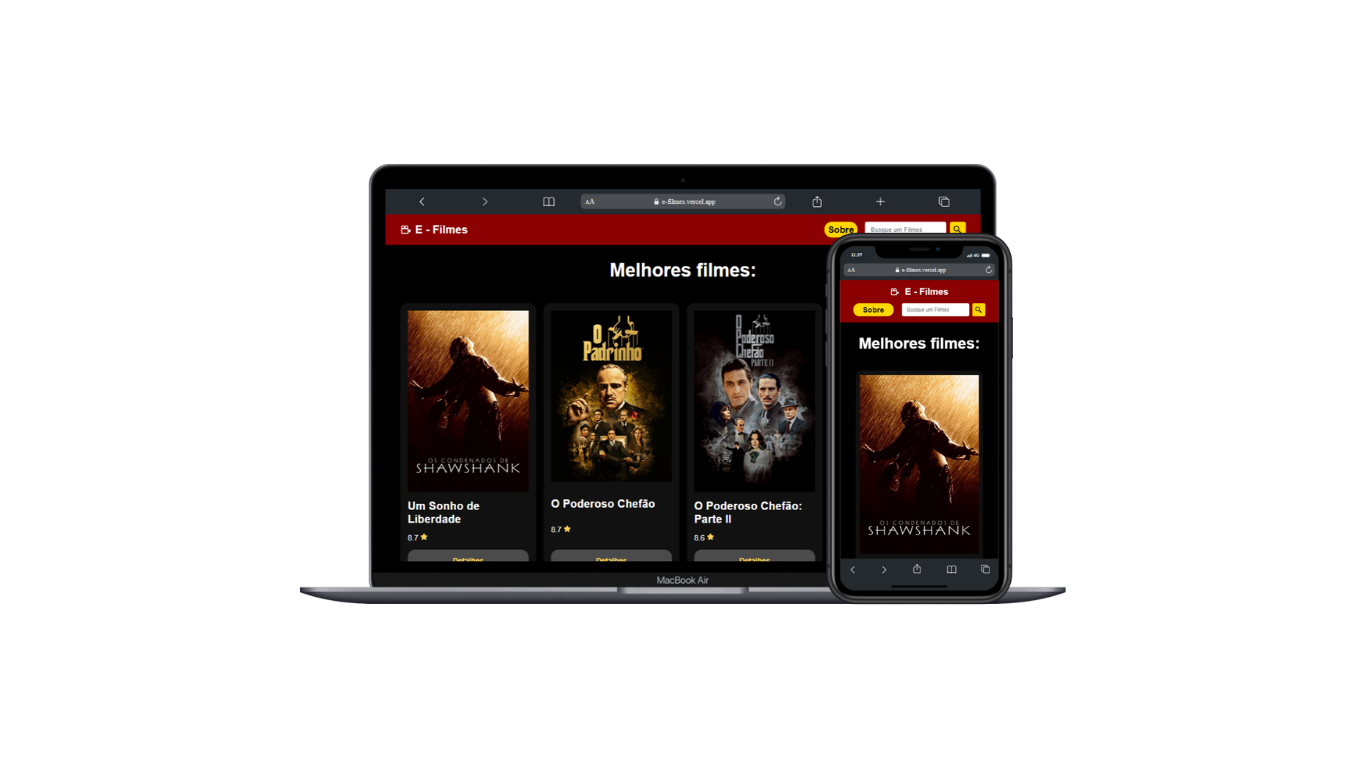 AA
e-filmes.vercel.app
E - Filmes
Sobre
Busque um Filmes
Melhores filmes:
OS CONDENADOS DE
SHAWSHANK
Um Sonho de
Liberdade
8.7
Detalhes
O
Padrinho
O Poderoso Chefão
8.7
Detalhes
O
Poderoso
Chefão
PARTE II
O Poderoso Chefão:
Parte II
8.6
Detalhes
MacBook Air
11:37
4G
AA
e-filmes.vercel.app
E - Filmes
Sobre
Busque um Filmes
Melhores filmes:
OS CONDENADOS DE
SHAWSHANK